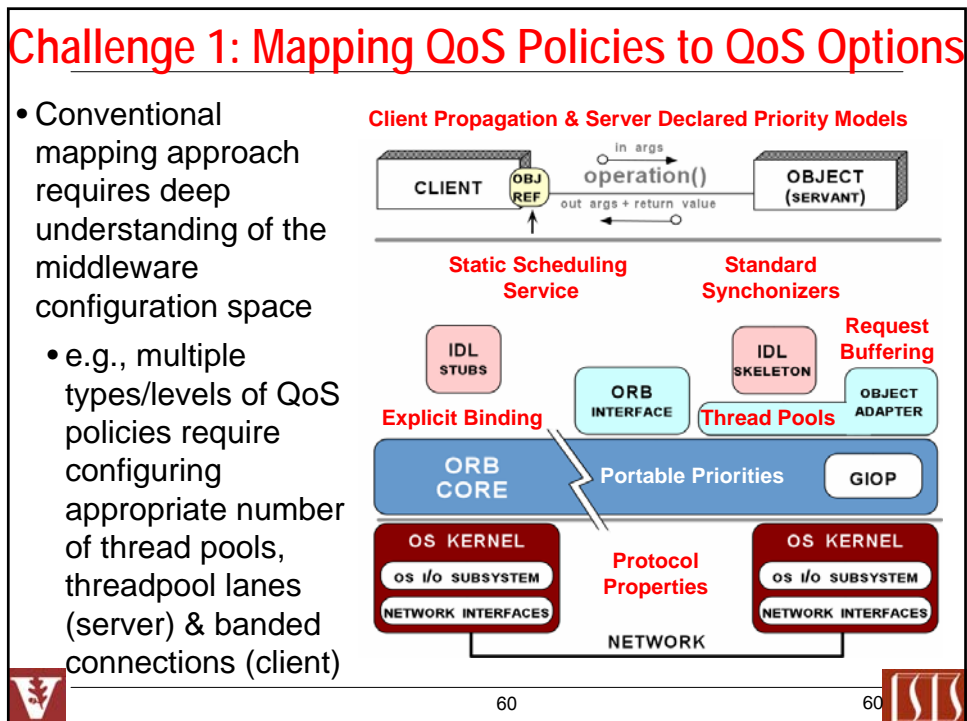 Challenge 1: Mapping QoS Policies to QoS Options
• Conventional
mapping approach
requires deep
understanding of the
middleware
configuration space
• e.g., multiple
types/levels of QoS
policies require
configuring
appropriate number
of thread pools,
threadpool lanes
(server) & banded
connections (client)
Client Propagation & Server Declared Priority Models
in args
CLIENT
OBJ
REF
operation()
OBJECT
(SERVANT)
out args + return value
Static Scheduling
Service
Standard
Synchonizers
Request
Buffering
IDL
STUBS
IDL
SKELETON
ORB
INTERFACE
OBJECT
ADAPTER
Explicit Binding
Thread Pools
ORB
CORE
Portable Priorities
GIOP
OS KERNEL
OS I/O SUBSYSTEM
NETWORK INTERFACES
Protocol
Properties
OS KERNEL
OS I/O SUBSYSTEM
NETWORK INTERFACES
NETWORK
60
60